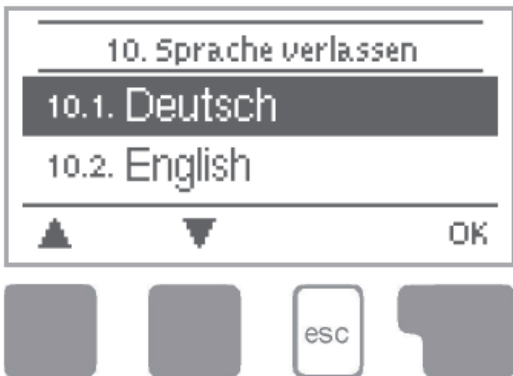 10. Sprache verlassen
10.1. Deutsch
10.2. English
OK
esc